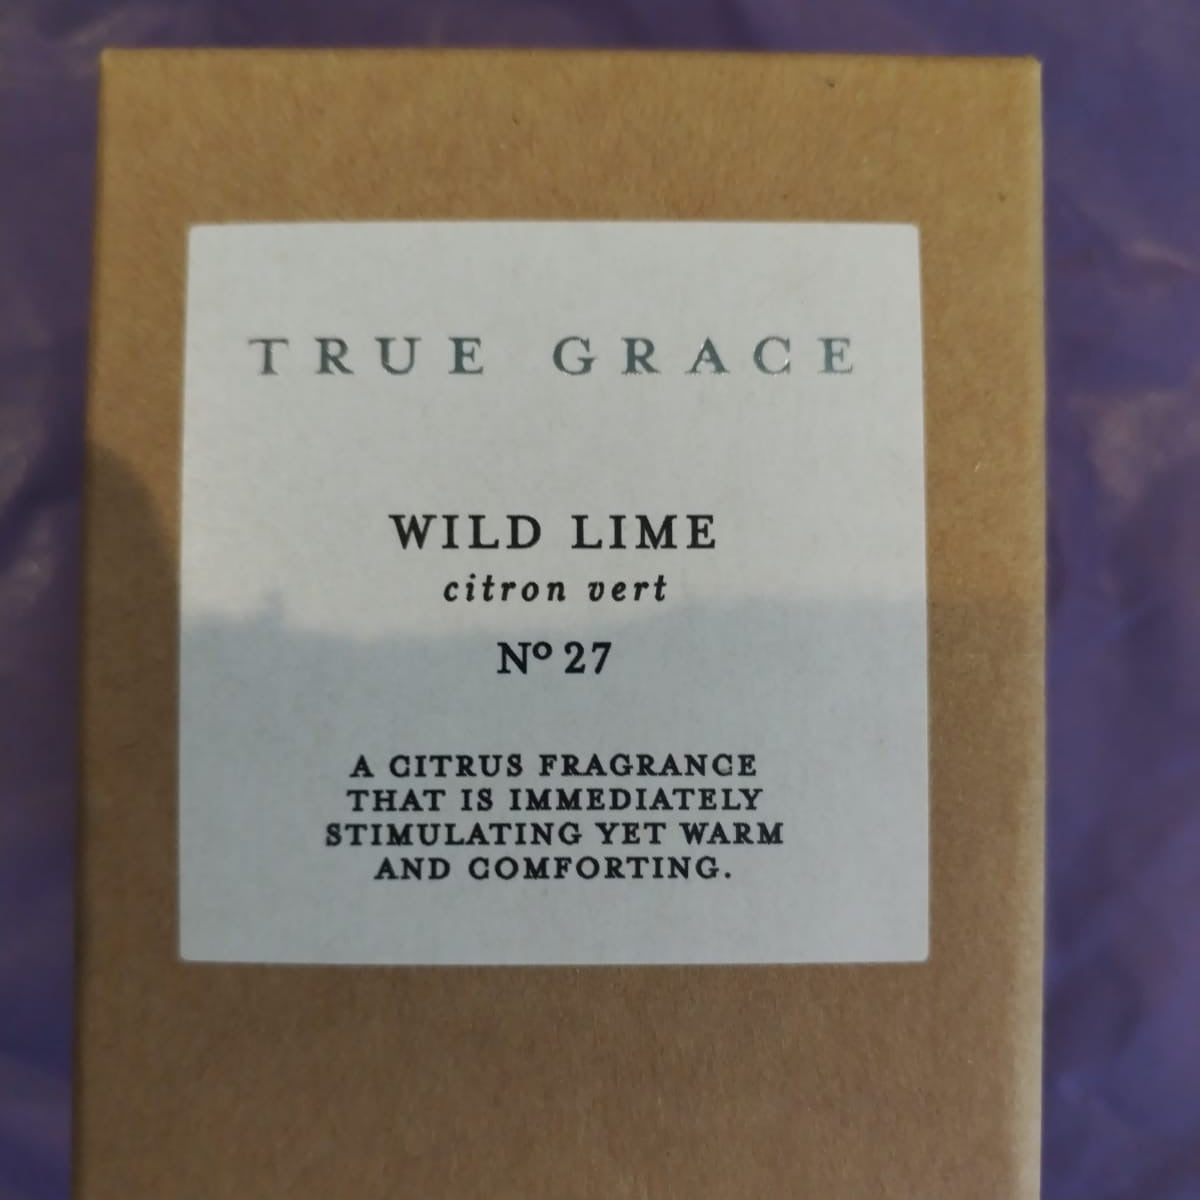 TRUE GRACE
WILD LIME
citron vert
Nº 27
A CITRUS FRAGRANCE
THAT IS IMMEDIATELY
STIMULATING YET WARM
AND COMFORTING.